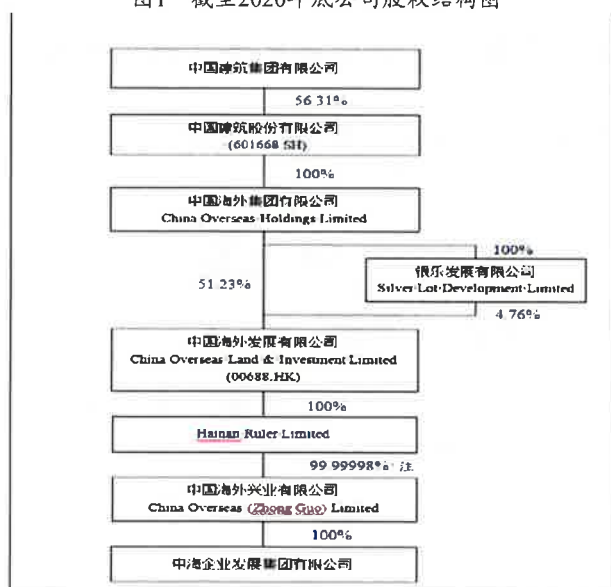 图1 截至2020年底公司股权结构图
中国建筑集团有限公司
56.31%
中国建筑股份有限公司
(601668.SH)
100%
中国海外集团有限公司
China Overseas Holdings Limited
100%
51.23%
银乐发展有限公司
Silver Lot Development Limited
4.76%
中国海外发展有限公司
China Overseas Land & Investment Limited
(00688.HK)
100%
Hainan Ruler Limited
99.99998% 注
中国海外兴业有限公司
China Overseas (Zhong Guo) Limited
100%
中海企业发展集团有限公司